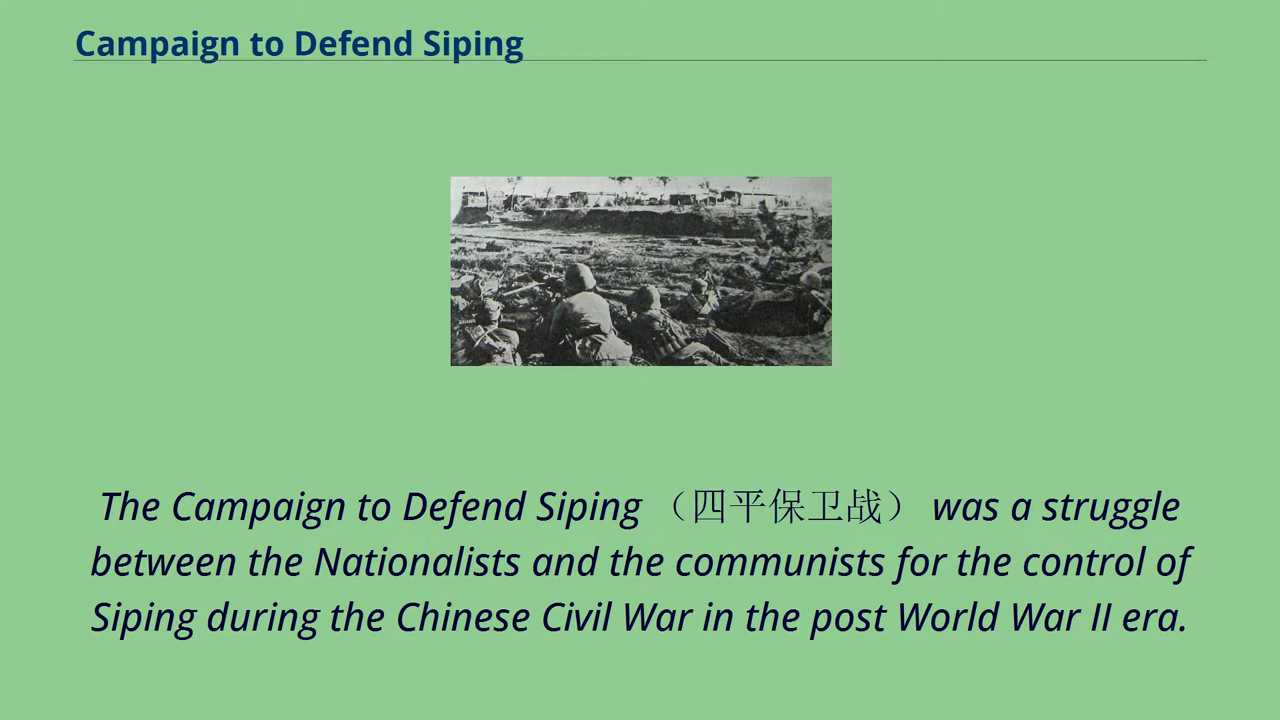 Campaign to Defend Siping
The Campaign to Defend Siping （四平保卫战） was a struggle
between the Nationalists and the communists for the control of
Siping during the Chinese Civil War in the post World War II era.